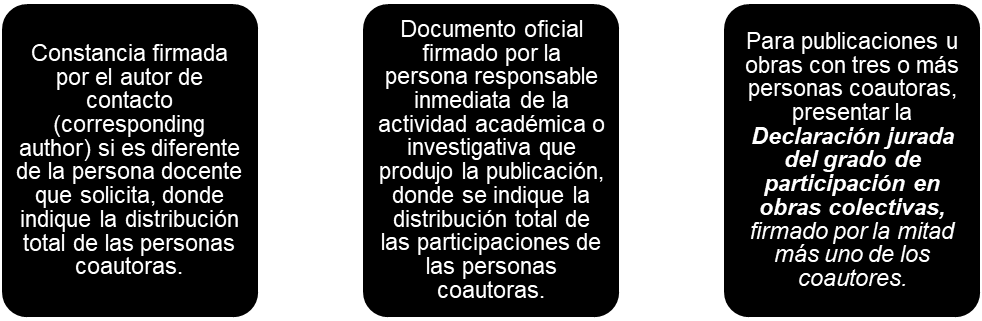 Constancia firmada
por el autor de
contacto
(corresponding
author) si es diferente
de la persona docente
que solicita, donde
indique la distribución
total de las personas
coautoras.
Documento oficial
firmado por la
persona responsable
inmediata de la
actividad académica o
investigativa que
produjo la publicación,
donde se indique la
distribución total de
las participaciones de
las personas
coautoras.
Para publicaciones u
obras con tres o más
personas coautoras,
presentar la
Declaración jurada
del grado de
participación en
obras colectivas,
firmado por la mitad
más uno de los
coautores.